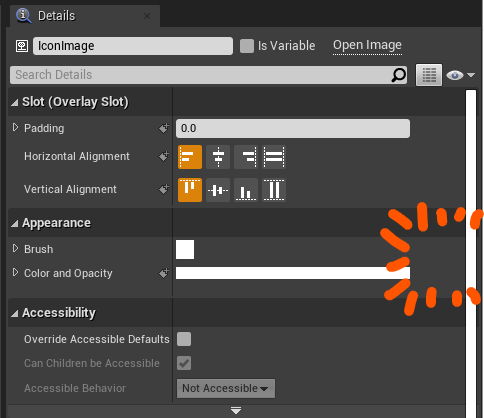 Details
IconImage
Is Variable
Open Image
Search Details
Slot (Overlay Slot)
Padding
0.0
Horizontal Alignment
Vertical Alignment
Appearance
Brush
Color and Opacity
Accessibility
Override Accessible Defaults
Can Children be Accessible
Accessible Behavior
Not Accessible